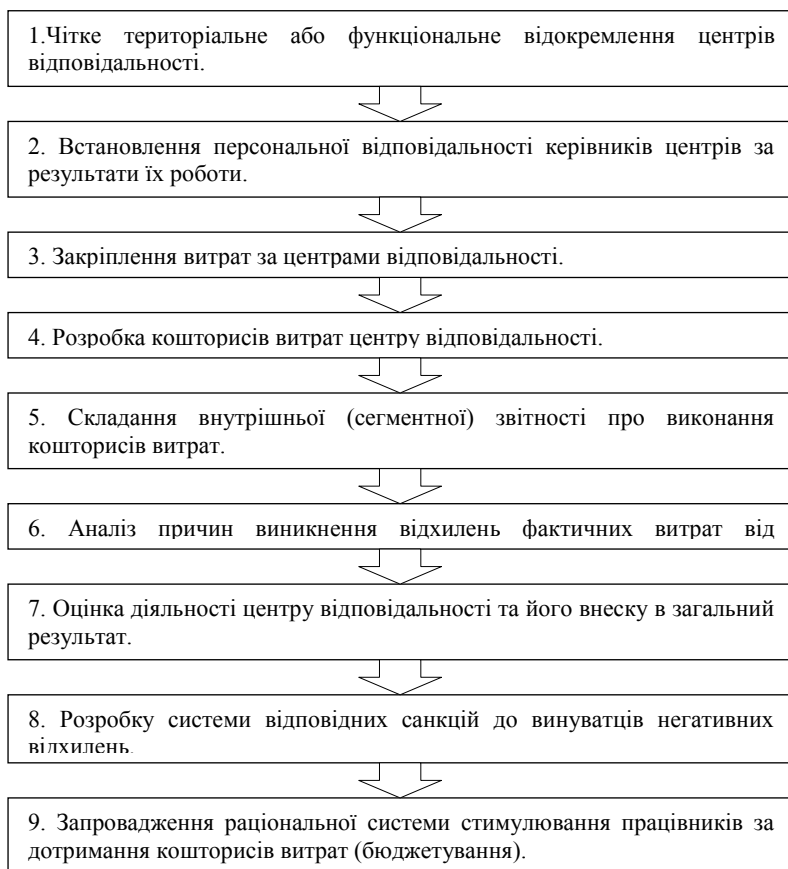 1.Чітке територіальне або функціональне відокремлення центрів
відповідальності.
2. Встановлення персональної відповідальності керівників центрів за
результати їх роботи.
3. Закріплення витрат за центрами відповідальності.
4. Розробка кошторисів витрат центру відповідальності.
5. Складання внутрішньої (сегментної) звітності про виконання
кошторисів витрат.
6. Аналіз причин виникнення відхилень фактичних витрат від
7. Оцінка діяльності центру відповідальності та його внеску в загальний
результат.
8. Розробку системи відповідних санкцій до винуватців негативних
відхилень.
9. Запровадження раціональної системи стимулювання працівників за
дотримання кошторисів витрат (бюджетування).